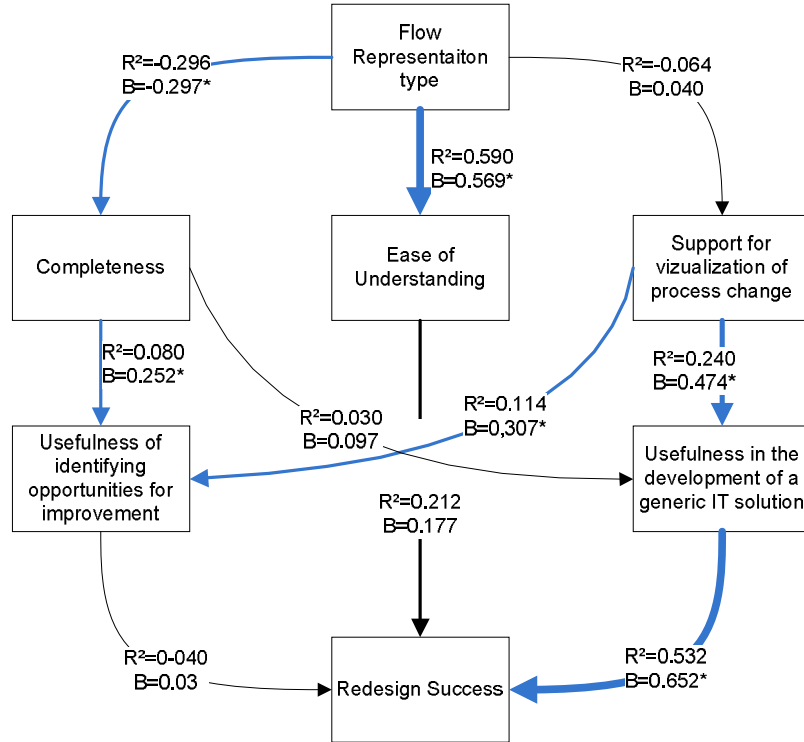 Flow
Representaiton
type
R²=-0.296
B=-0.297*
R²=-0.064
B=0.040
R²=0.590
B=0.569*
Completeness
Ease of
Understanding
Support for
vizualization of
process change
R²=0.080
B=0.252*
R²=0.240
B=0.474*
R²=0.030
B=0.097
R²=0.114
B=0,307*
Usefulness of
identifying
opportunities for
improvement
Usefulness in the
development of a
generic IT solution
R²=0.212
B=0.177
R²=0-040
B=0.03
R²=0.532
B=0.652*
Redesign Success